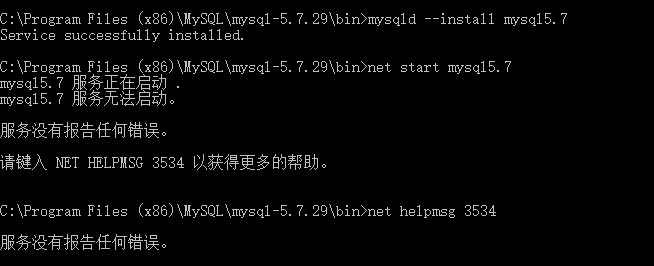 C:\Program Files (x86)\MySQL\mysql-5.7.29\bin>mysqld --install mysql5.7
Service successfully installed.
C:\Program Files (x86)\MySQL\mysql-5.7.29\bin>net start mysql5.7
mysql5.7 服务正在启动 .
mysql5.7 服务无法启动。
服务没有报告任何错误。
请键入 NET HELPMSG 3534 以获得更多的帮助。
C:\Program Files (x86)\MySQL\mysql-5.7.29\bin>net helpmsg 3534
服务没有报告任何错误。